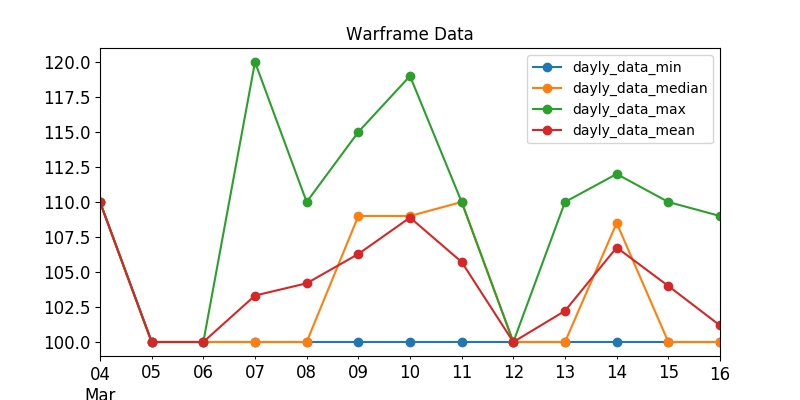 Warframe Data
dayly_data_min
dayly_data_median
dayly_data_max
dayly_data_mean
120.0
117.5
115.0
112.5
110.0
107.5
105.0
102.5
100.0
04 05 06 07 08 09 10 11 12 13 14 15 16
Mar